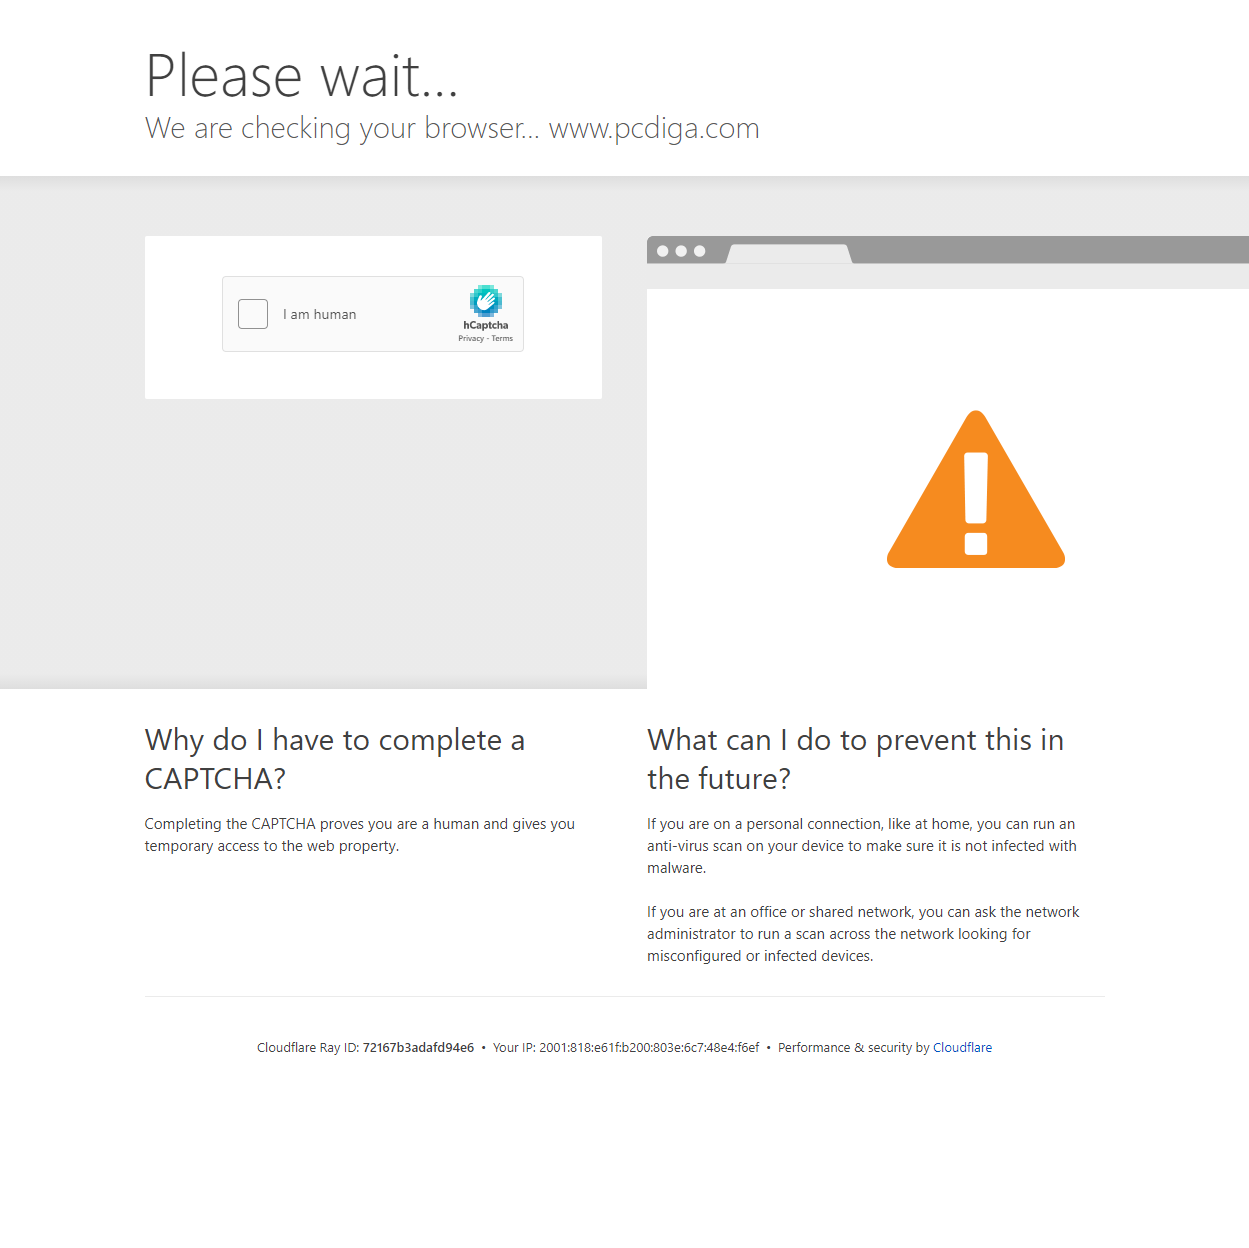 Please wait...
We are checking your browser... www.pcdiga.com
I am human
hCaptcha
Privacy - Terms
Why do I have to complete a
CAPTCHA?
Completing the CAPTCHA proves you are a human and gives you
temporary access to the web property.
What can I do to prevent this in
the future?
If you are on a personal connection, like at home, you can run an
anti-virus scan on your device to make sure it is not infected with
malware.
If you are at an office or shared network, you can ask the network
administrator to run a scan across the network looking for
misconfigured or infected devices.
Cloudflare Ray ID: 72167b3adafd94e6 • Your IP: 2001:818:e61f:b200:803e:6c7:48e4:f6ef • Performance & security by Cloudflare